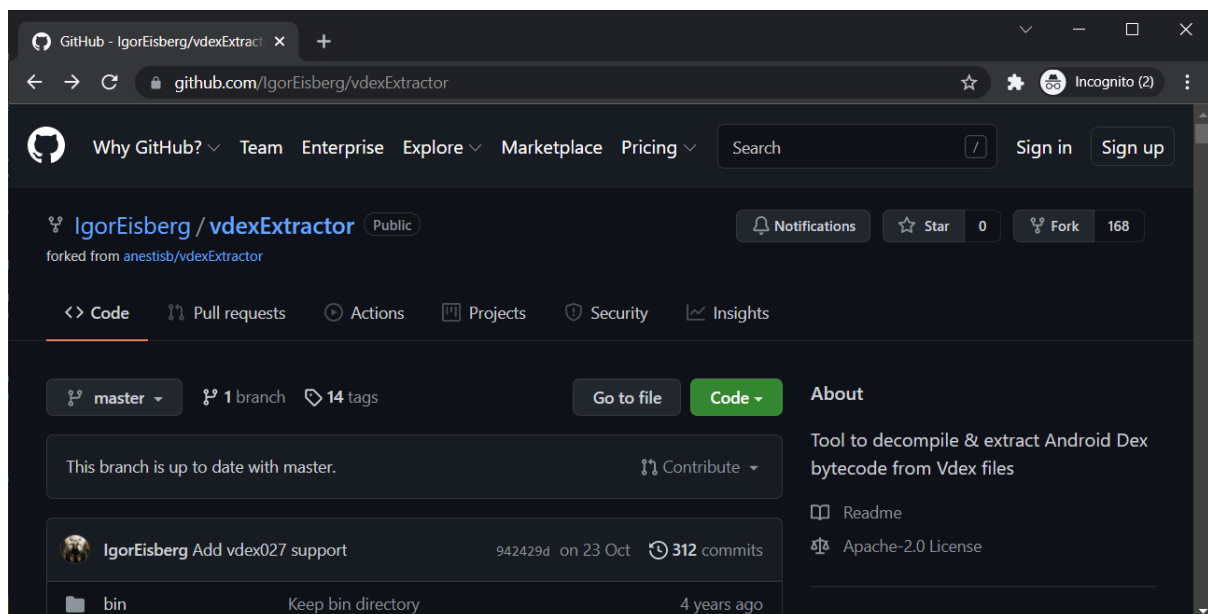 GitHub - IgorEisberg/vdexExtract
github.com/IgorEisberg/vdexExtractor
Incognito (2)
Why GitHub? Team Enterprise Explore Marketplace Pricing Search / Sign in Sign up
IgorEisberg / vdexExtractor Public
Notifications Star 0 Fork 168
forked from anestisb/vdexExtractor
<> Code Pull requests Actions Projects Security Insights
master 1 branch 14 tags Go to file Code
About
Tool to decompile & extract Android Dex
bytecode from Vdex files
Readme
Apache-2.0 License
This branch is up to date with master. Contribute
IgorEisberg Add vdex027 support 942429d on 23 Oct 312 commits
bin Keep bin directory 4 years ago